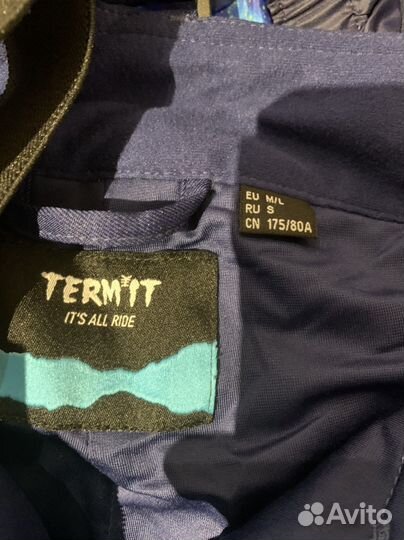 EU M/L
RU S
CN 175/80A
TERMIT
IT'S ALL RIDE
Avito